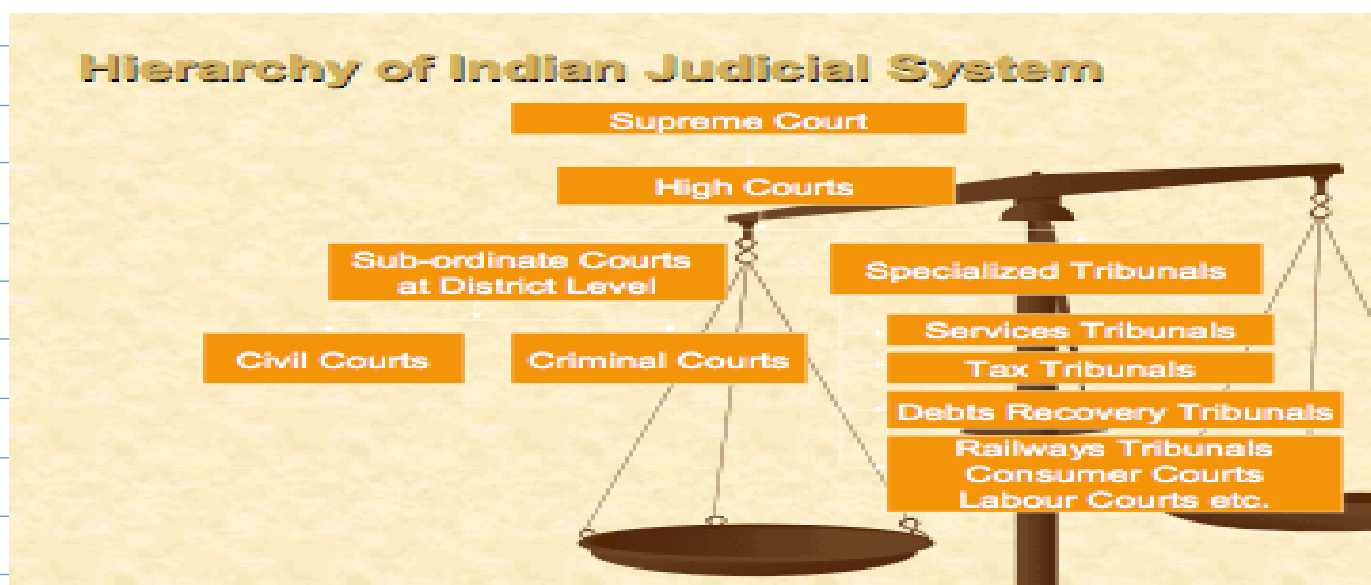 Hierarchy of Indian Judicial System
Supreme Court
High Courts
Sub-ordinate Courts
at District Level
Specialized Tribunals
Civil Courts
Criminal Courts
Services Tribunals
Tax Tribunals
Debts Recovery Tribunals
Railways Tribunals
Consumer Courts
Labour Courts etc.